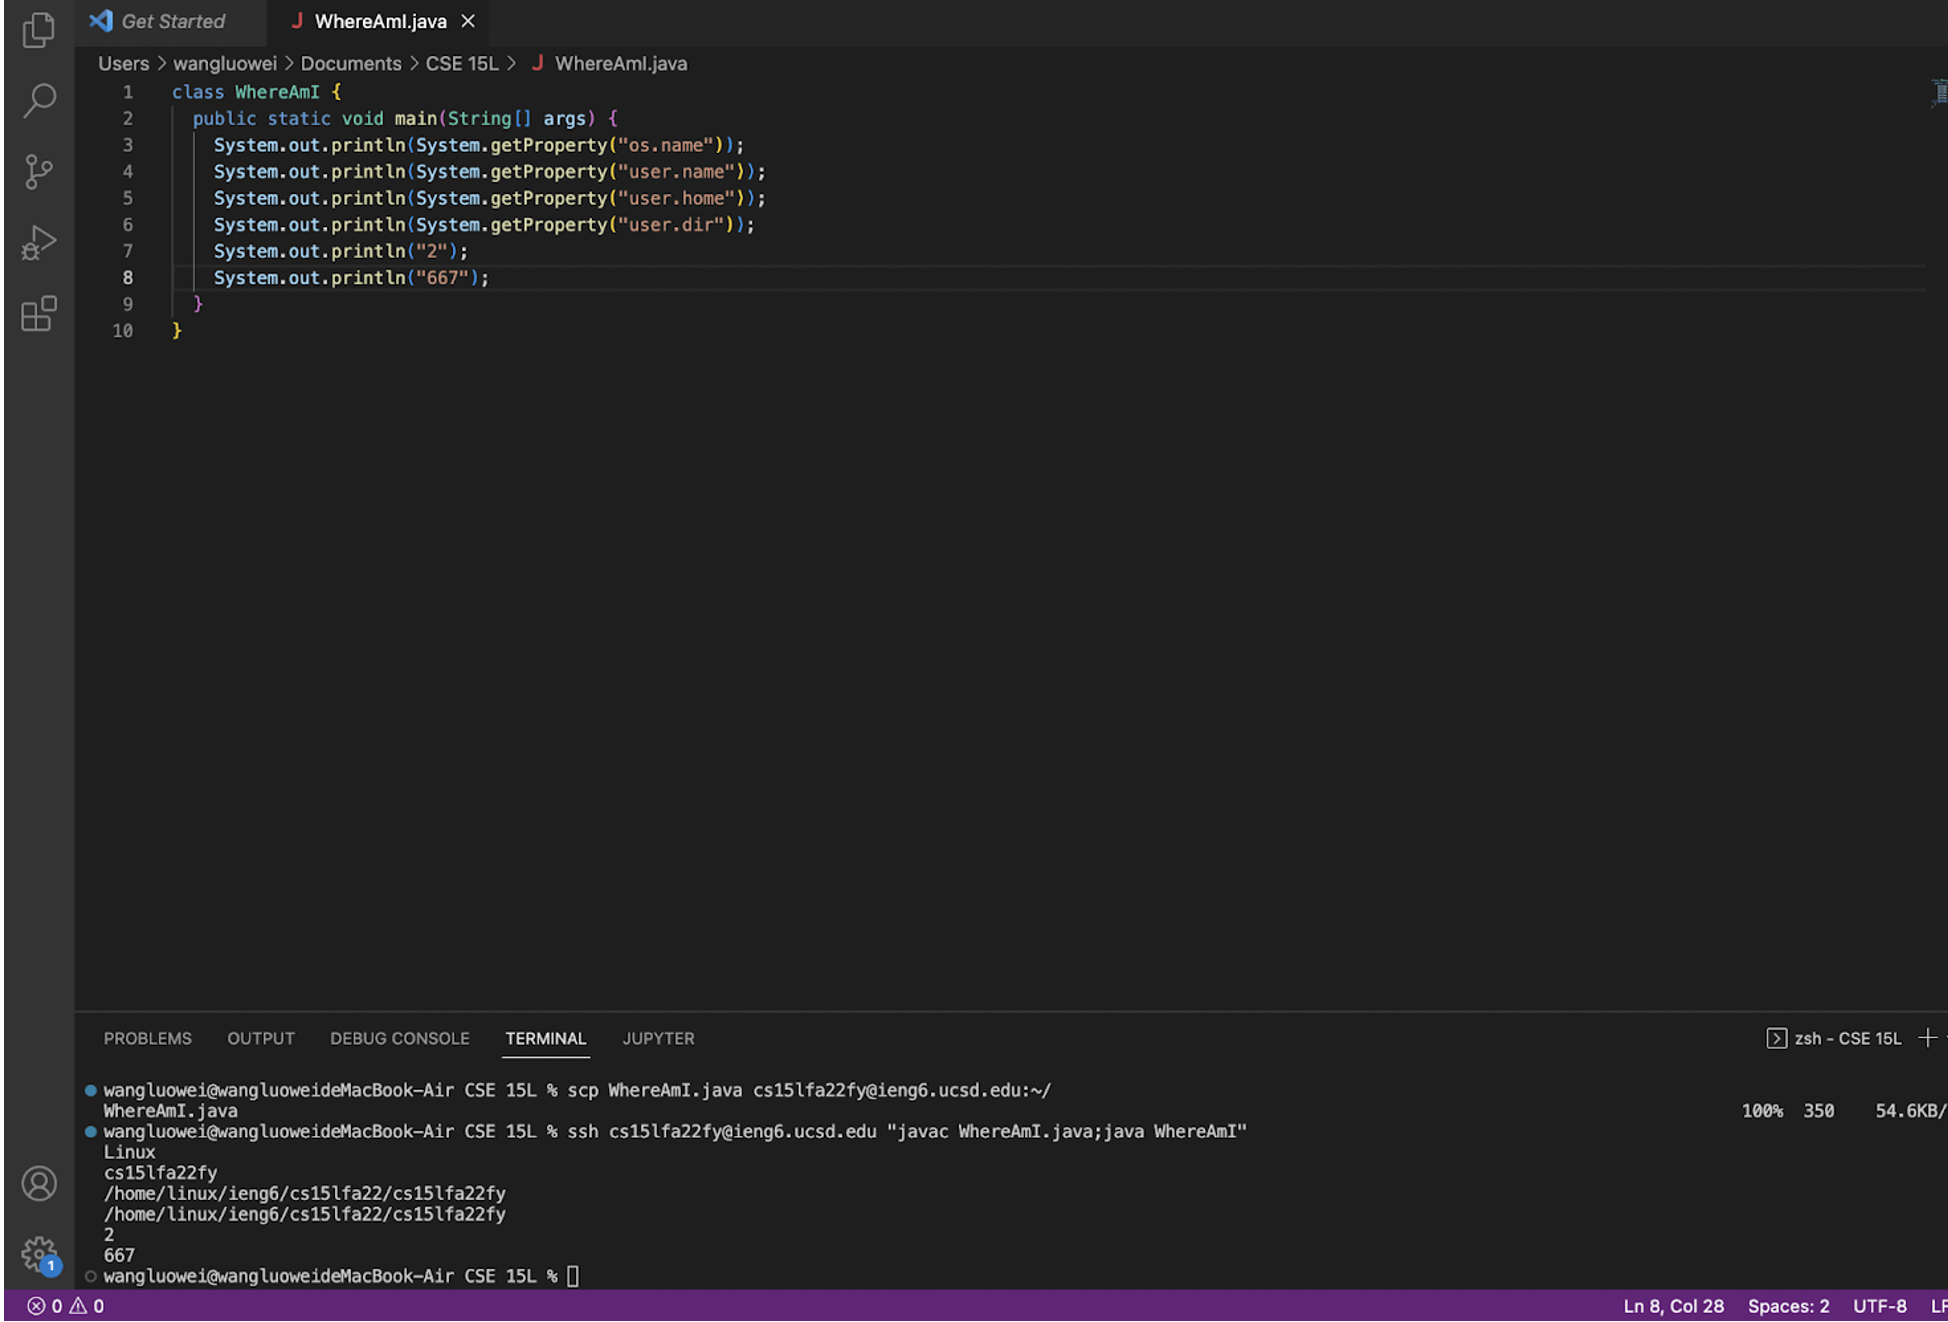 Get Started J WhereAmI.java ×
Users > wangluowei > Documents > CSE 15L > J WhereAmI.java
1 class WhereAmI {
2 public static void main(String[] args) {
3 System.out.println(System.getProperty("os.name"));
4 System.out.println(System.getProperty("user.name"));
5 System.out.println(System.getProperty("user.home"));
6 System.out.println(System.getProperty("user.dir"));
7 System.out.println("2");
8 System.out.println("667");
9 }
10 }
PROBLEMS OUTPUT DEBUG CONSOLE TERMINAL JUPYTER zsh - CSE 15L
wangluowei@wangluoweideMacBook-Air CSE 15L % scp WhereAmI.java cs15lfa22fy@ieng6.ucsd.edu:~/
WhereAmI.java 100% 350 54.6KB/
wangluowei@wangluoweideMacBook-Air CSE 15L % ssh cs15lfa22fy@ieng6.ucsd.edu "javac WhereAmI.java;java WhereAmI"
Linux
cs15lfa22fy
/home/linux/ieng6/cs15lfa22/cs15lfa22fy
/home/linux/ieng6/cs15lfa22/cs15lfa22fy
2
667
wangluowei@wangluoweideMacBook-Air CSE 15L %
1
0 0 Ln 8, Col 28 Spaces: 2 UTF-8 LF